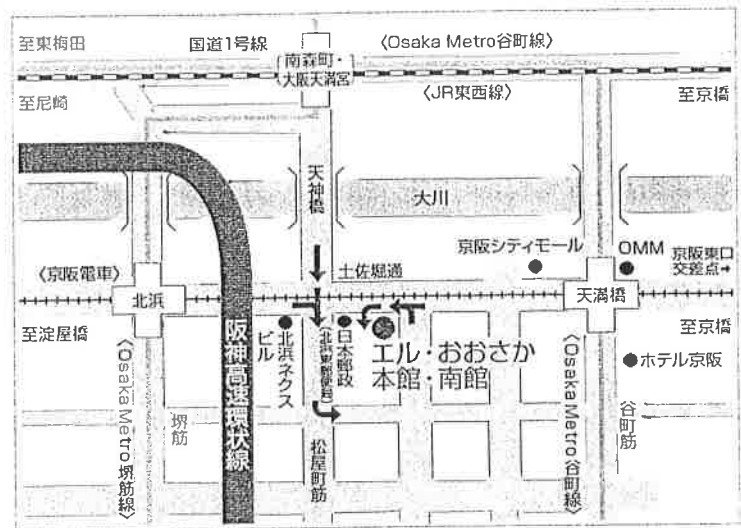 至東梅田
国道1号線
〈Osaka Metro谷町線〉
南森町・
大阪天満宮
至尼崎
〈JR東西線〉
至京橋
天神橋
大川
京阪シティモール
OMM
京阪東口
交差点→
〈京阪電車〉
北浜
土佐堀通
天満橋
至淀屋橋
阪神高速環状線
北浜ネクス
ビル
日本郵政
(北浜東郵便局)
エル・おおさか
本館・南館
至京橋
ホテル京阪
〈Osaka Metro堺筋線〉
堺筋
松屋町筋
〈Osaka Metro谷町線〉
谷町筋